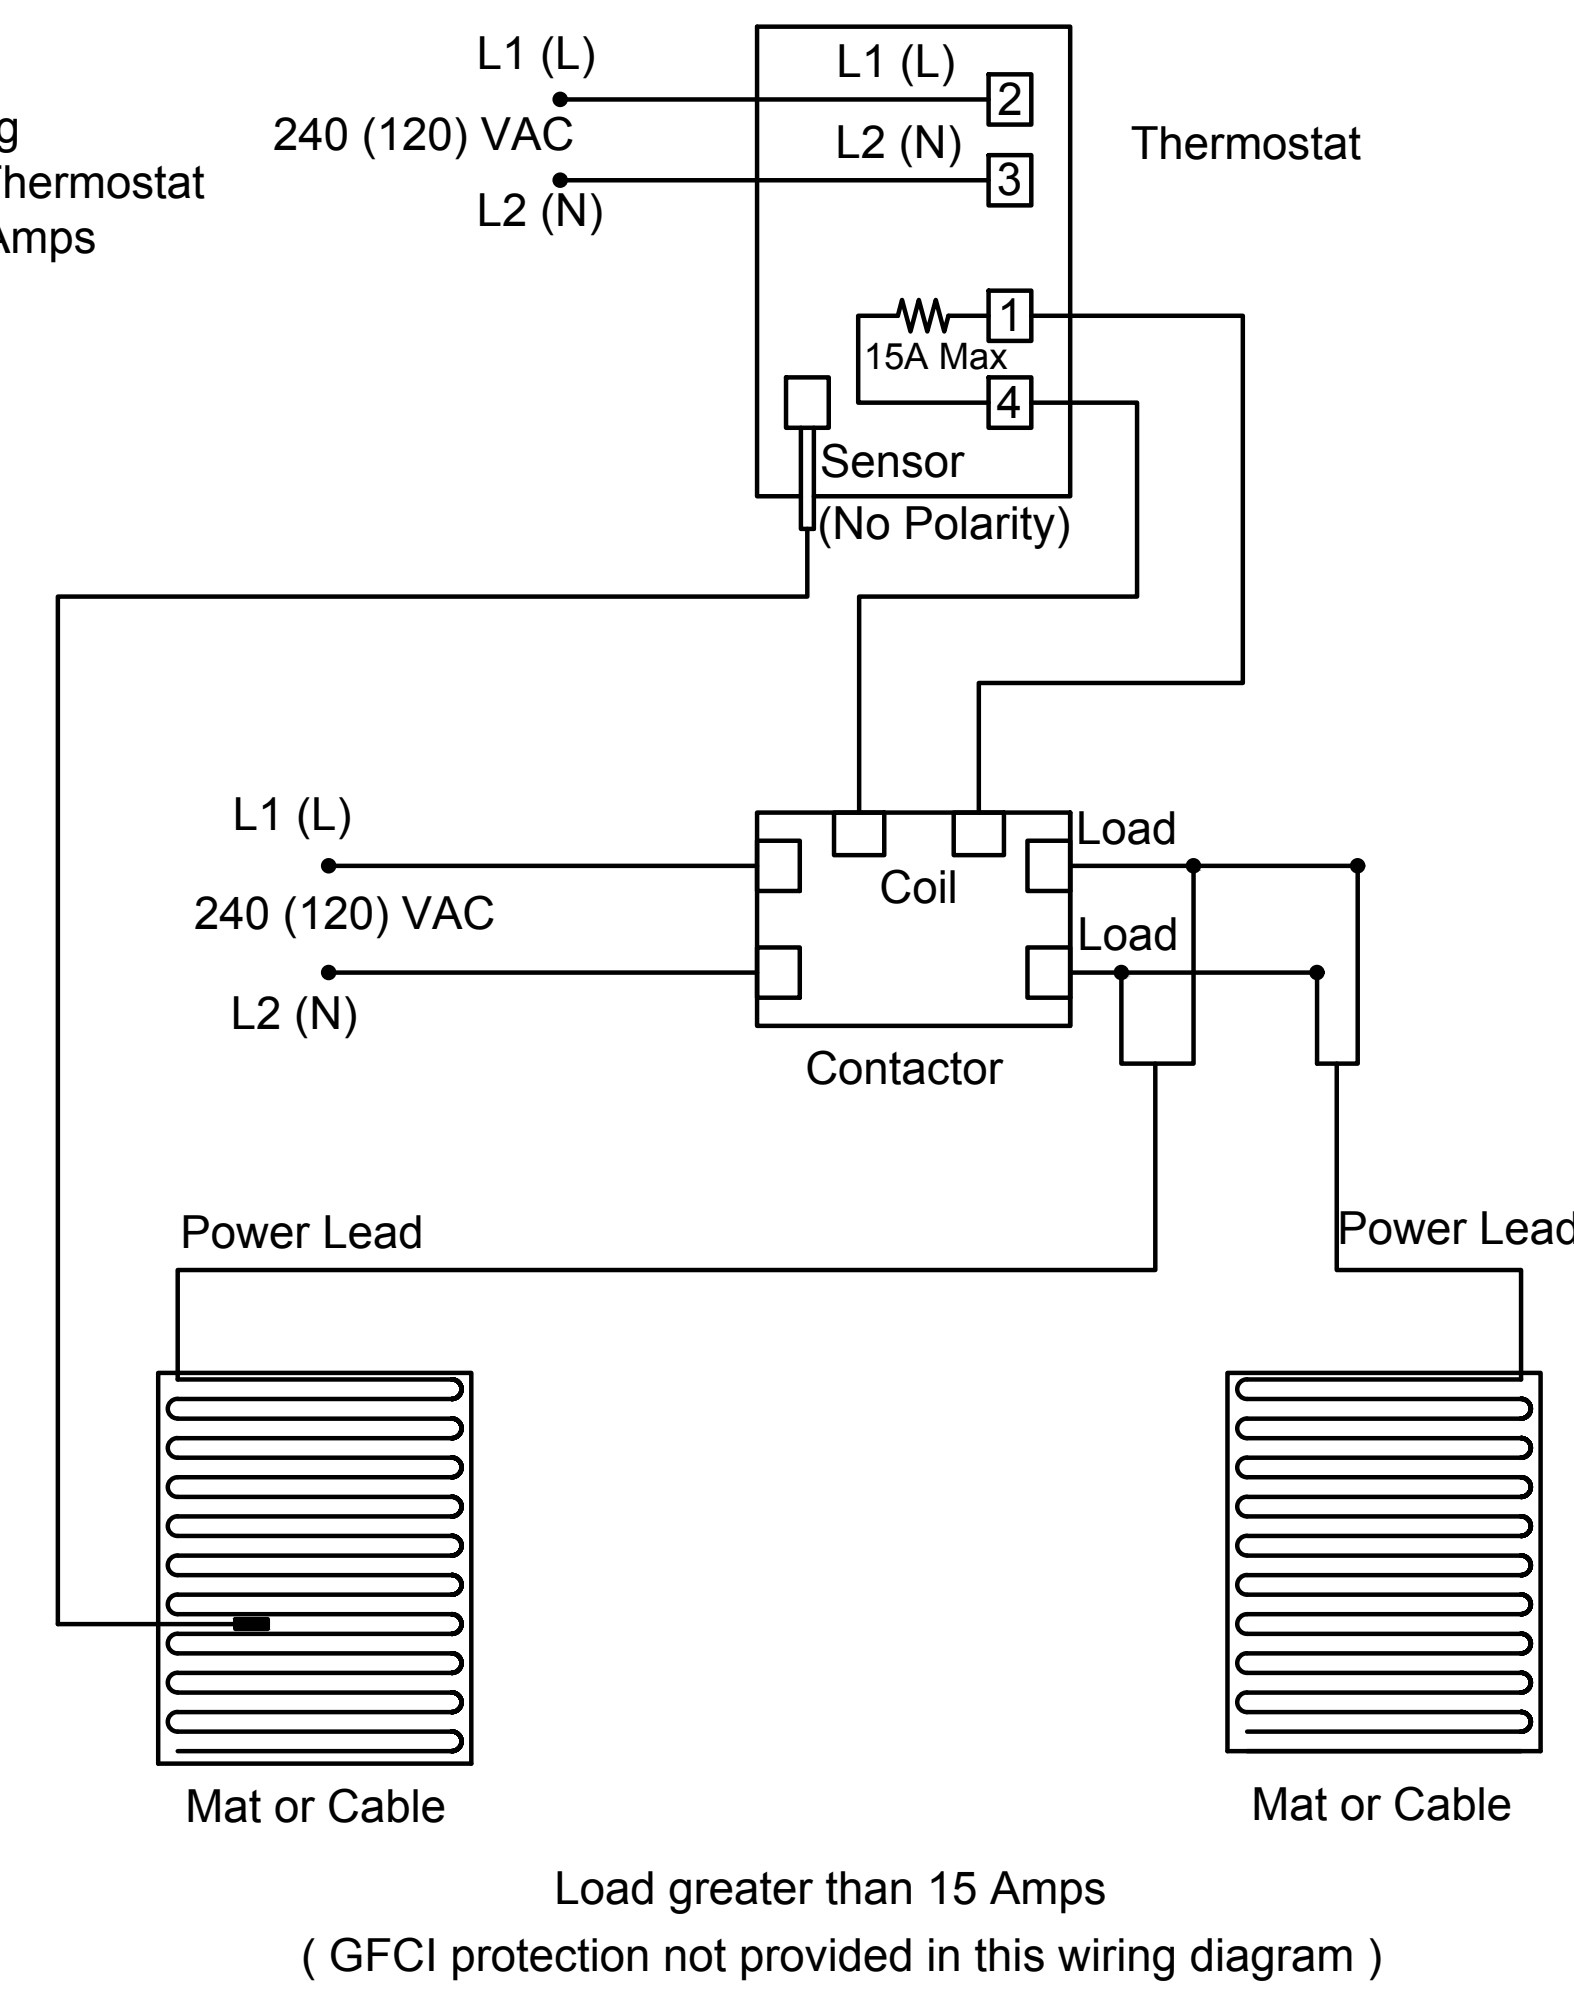 g
Thermostat
Amps
L1 (L)
240 (120) VAC
L2 (N)
L1 (L)
2
L2 (N)
3
Thermostat
1
15A Max
4
Sensor
(No Polarity)
L1 (L)
240 (120) VAC
L2 (N)
Coil
Load
Load
Contactor
Power Lead
Power Lead
Mat or Cable
Mat or Cable
Load greater than 15 Amps
( GFCI protection not provided in this wiring diagram )